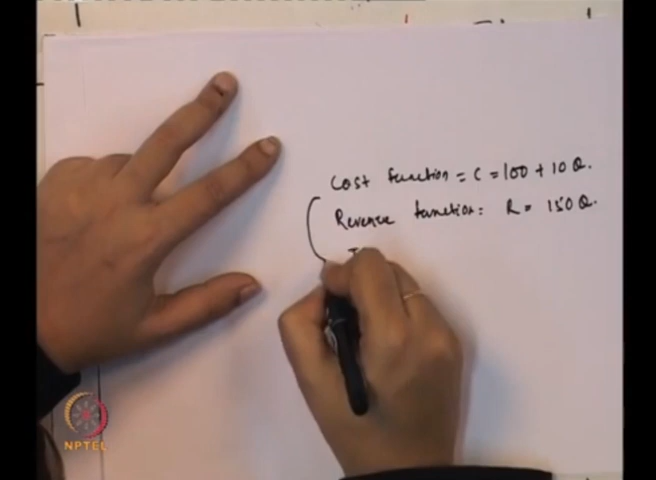 Cost function = C = 100 + 10 Q.
Revenue function: R = 150 Q.
NPTEL